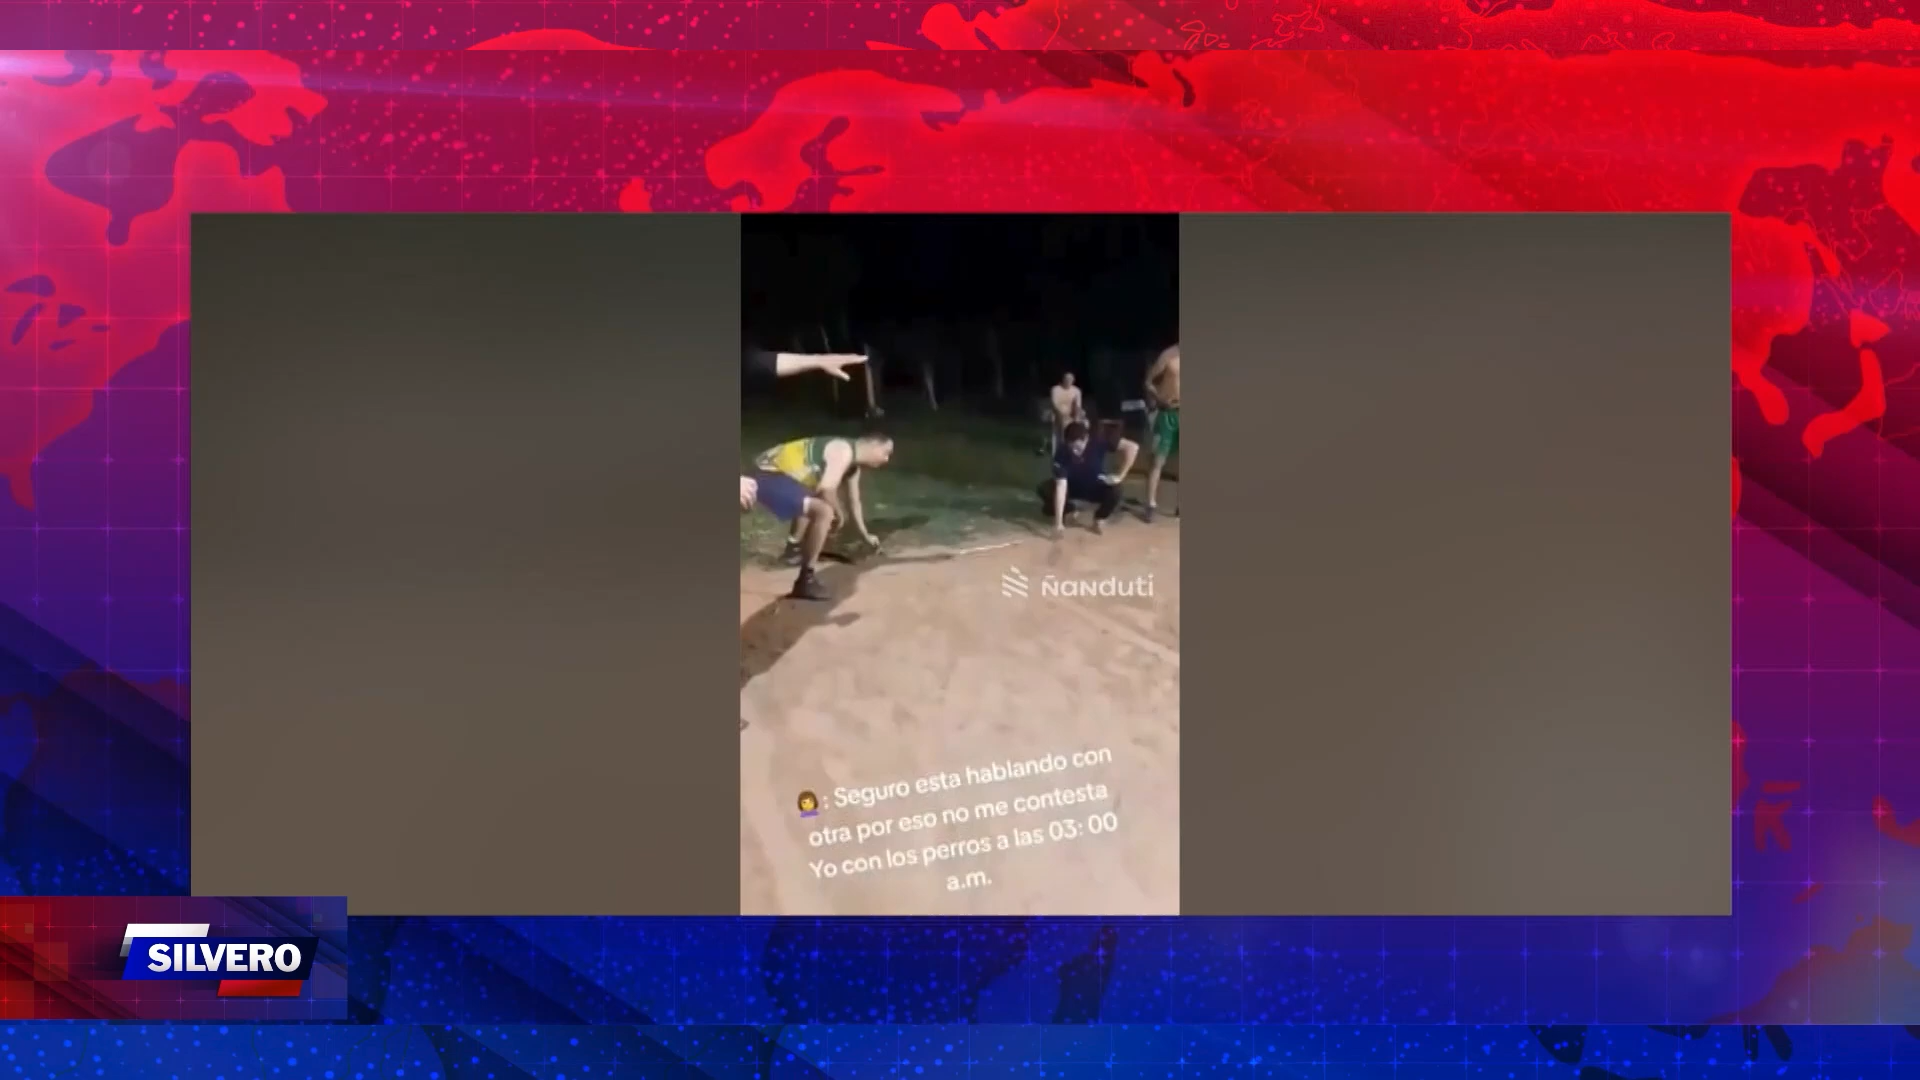 ñanduti
🙍‍♀️: Seguro esta hablando con
otra por eso no me contesta
Yo con los perros a las 03: 00
a.m.
SILVERO